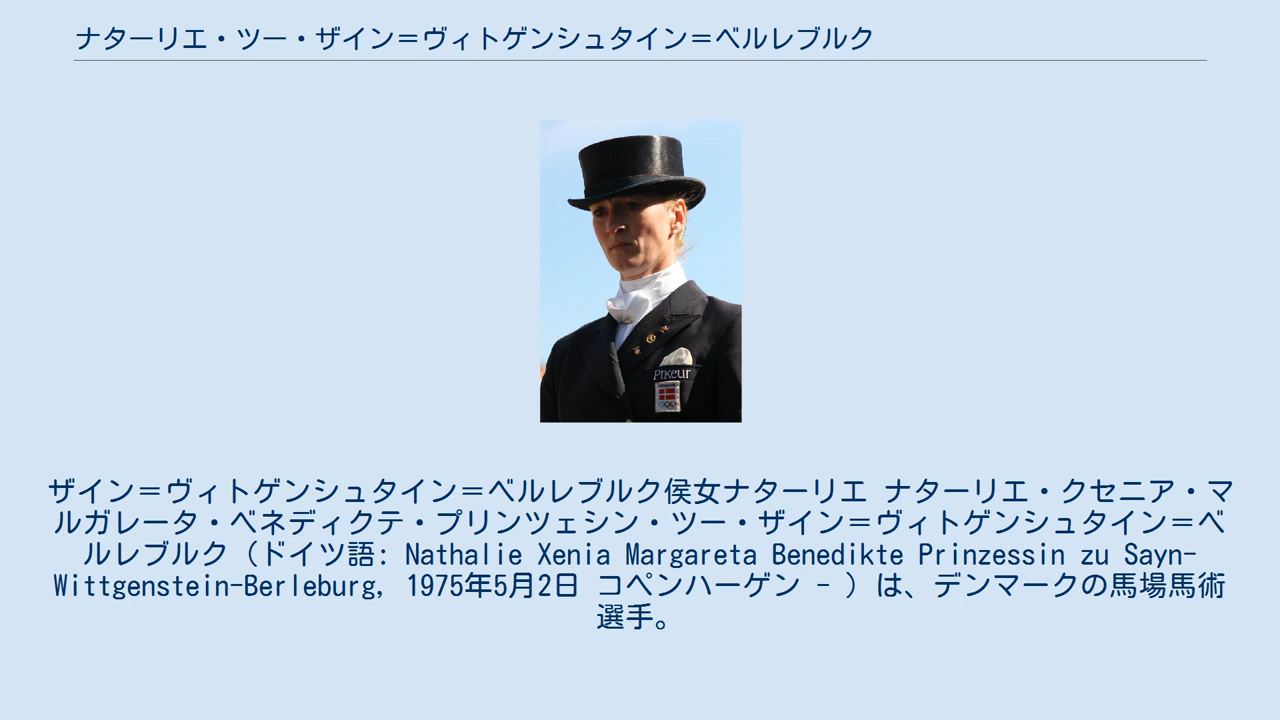 ナターリエ・ツー・ザイン＝ヴィトゲンシュタイン＝ベルレブルク
Pikeur
ザイン＝ヴィトゲンシュタイン＝ベルレブルク侯女ナターリエ ナターリエ・クセニア・マ
ルガレータ・ベネディクテ・プリンツェシン・ツー・ザイン＝ヴィトゲンシュタイン＝ベ
ルレブルク（ドイツ語: Nathalie Xenia Margareta Benedikte Prinzessin zu Sayn-
Wittgenstein-Berleburg, 1975年5月2日 コペンハーゲン - ）は、デンマークの馬場馬術
選手。